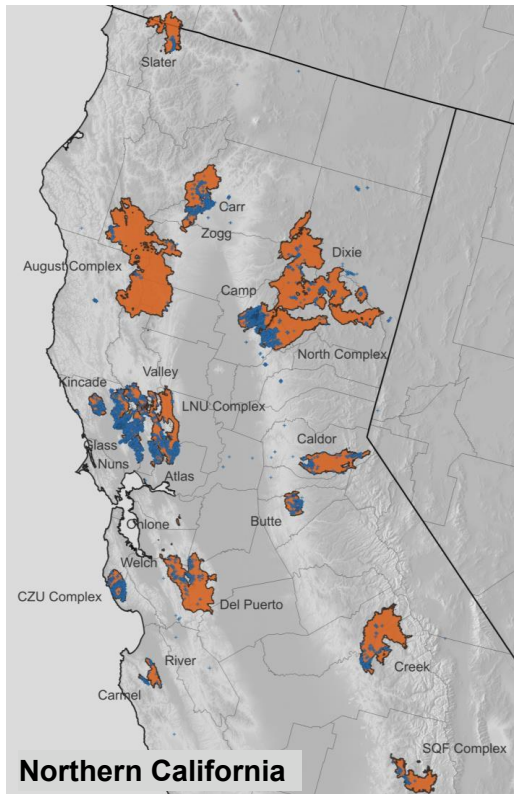 Slater
Carr
Zogg
August Complex
Dixie
Camp
North Complex
Valley
Kincade
LNU Complex
Glass
Nuns
Atlas
Caldor
Butte
Ohlone
Welch
CZU Complex
Del Puerto
River
Carmel
Creek
SQF Complex
Northern California